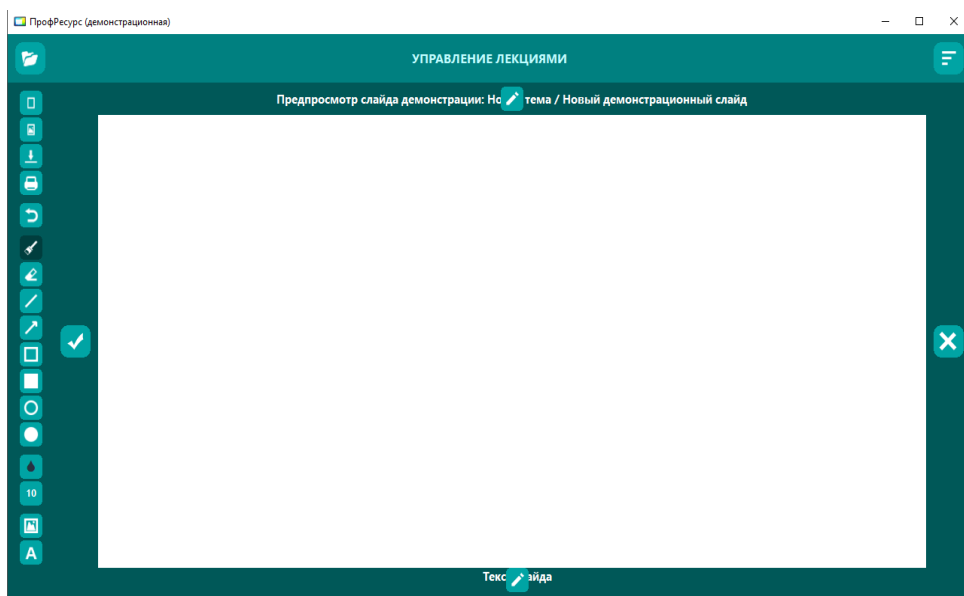 ПрофРесурс (демонстрационная)
УПРАВЛЕНИЕ ЛЕКЦИЯМИ
Предпросмотр слайда демонстрации: тема / Новый демонстрационный слайд
10
A